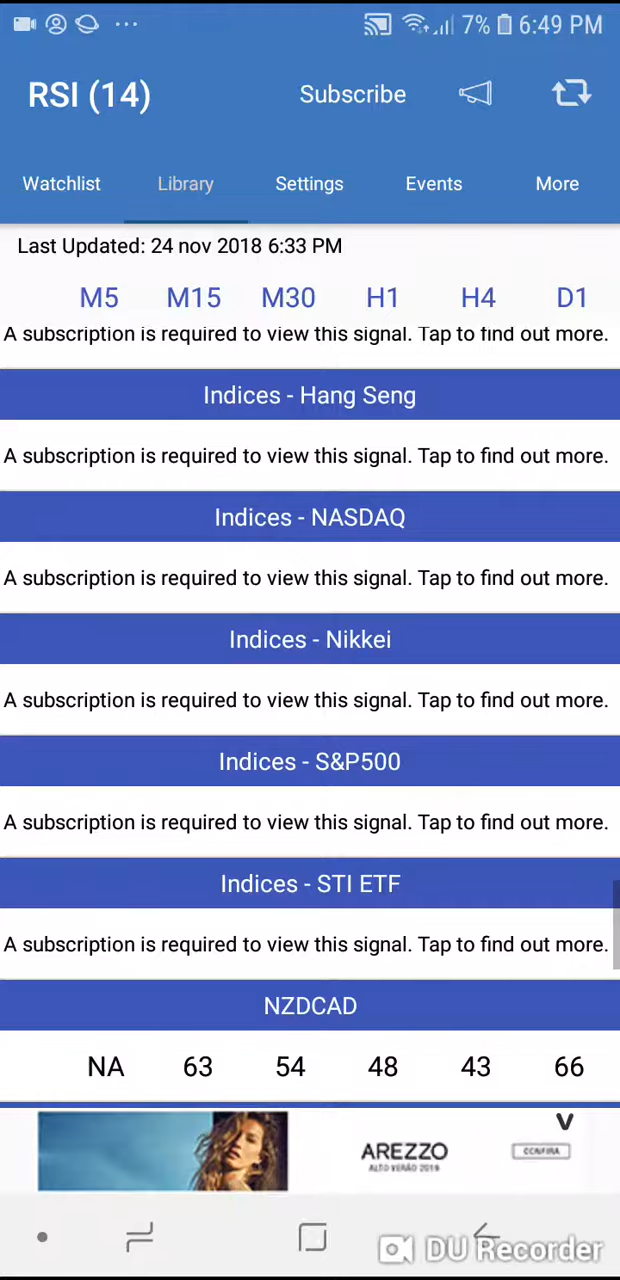 7% 6:49 PM
RSI (14) Subscribe
Watchlist Library Settings Events More
Last Updated: 24 nov 2018 6:33 PM
M5 M15 M30 H1 H4 D1
A subscription is required to view this signal. Tap to find out more.
Indices - Hang Seng
A subscription is required to view this signal. Tap to find out more.
Indices - NASDAQ
A subscription is required to view this signal. Tap to find out more.
Indices - Nikkei
A subscription is required to view this signal. Tap to find out more.
Indices - S&P500
A subscription is required to view this signal. Tap to find out more.
Indices - STI ETF
A subscription is required to view this signal. Tap to find out more.
NZDCAD
NA 63 54 48 43 66
AREZZO
ALTO VERÃO 2019
CONFIRA
DU Recorder